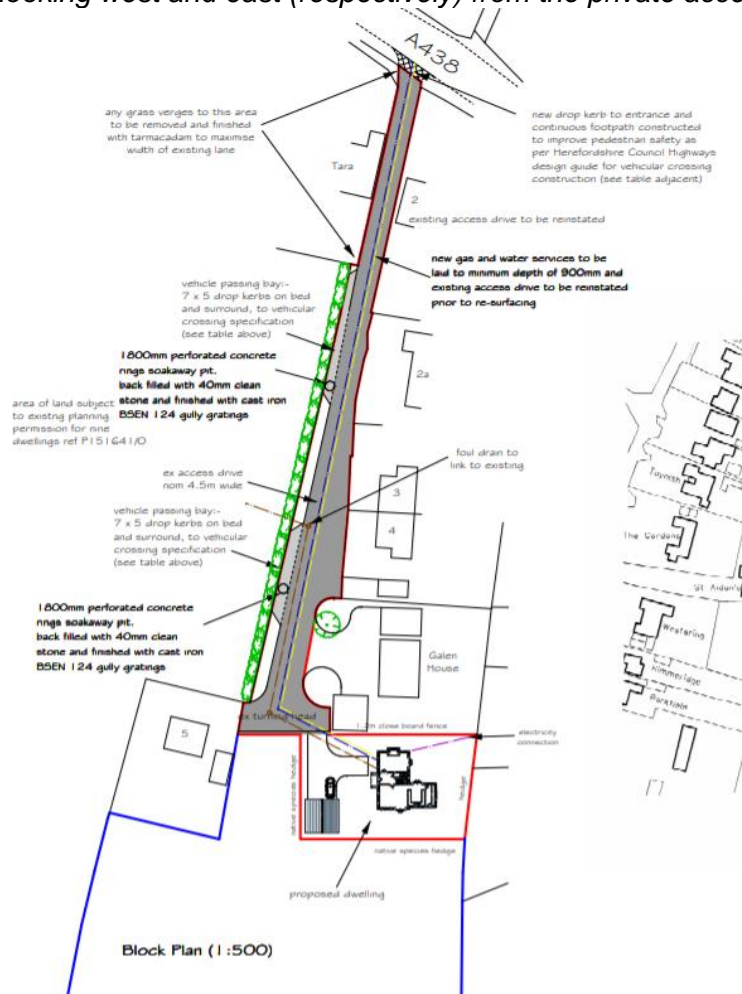 looking west and east (respectively) from the private
A438
any grass verges to this area
to be removed and finished
with tarmacadam to maximise
width of existing lane
new drop kerb to entrance and
continuous footpath constructed
to improve pedestrian safety as
per Herefordshire Council Highways
design guide for vehicular crossing
construction (see table adjacent)
Tara
2
existing access drive to be reinstated
new gas and water services to be
laid to minimum depth of 900mm and
existing access drive to be reinstated
prior to re-surfacing
vehicle passing bay:-
7 x 5 drop kerbs on bed
and surround, to vehicular
crossing specification
(see table above)
1800mm perforated concrete
rings soakaway pit.
back filled with 40mm clean
stone and finished with cast iron
BSEN 124 gully gratings
2a
area of land subject
to existing planning
permission for nine
dwellings ref P151641/O
foul drain to
link to existing
ex access drive
nom 4.5m wide
3
4
vehicle passing bay:-
7 x 5 drop kerbs on bed
and surround, to vehicular
crossing specification
(see table above)
1800mm perforated concrete
rings soakaway pit.
back filled with 40mm clean
stone and finished with cast iron
BSEN 124 gully gratings
Galen
House
ex turning head
close board fence
electricity
connection
5
native species hedge
hedge
native species hedge
proposed dwelling
Block Plan (1:500)
The Gardens
St Aidan's
Westering
Kimmeridge